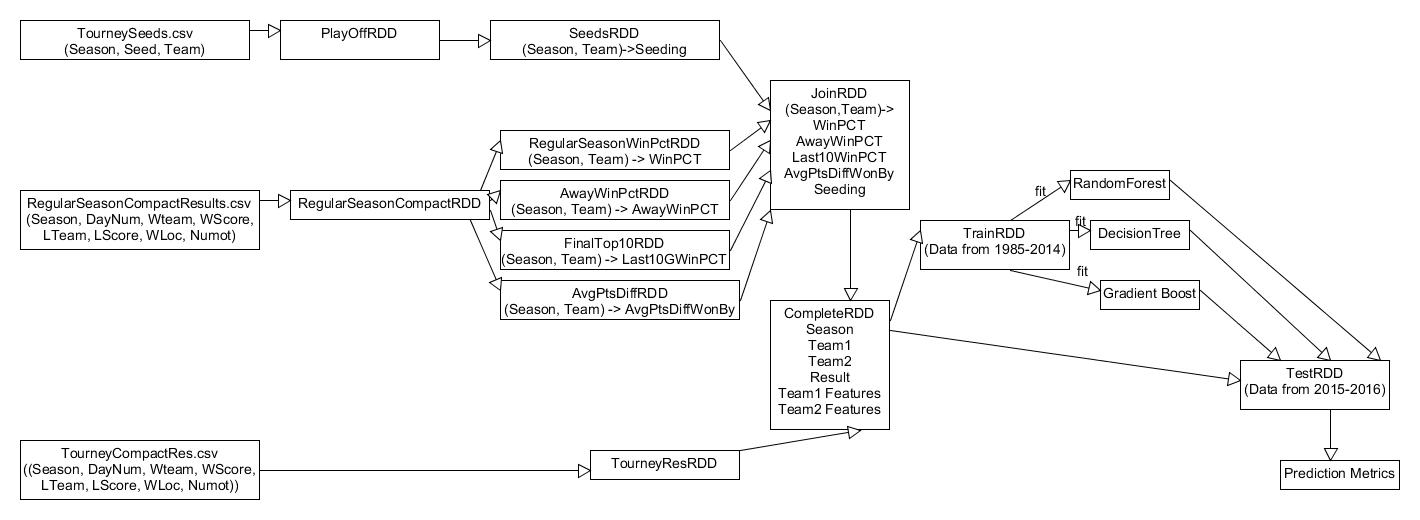 TourneySeeds.csv
(Season, Seed, Team)
PlayOffRDD
SeedsRDD
(Season, Team)->Seeding
JoinRDD
(Season,Team)->
WinPCT
AwayWinPCT
Last10WinPCT
AvgPtsDiffWonBy
Seeding
RegularSeasonWinPctRDD
(Season, Team) -> WinPCT
RegularSeasonCompactResults.csv
(Season, DayNum, Wteam, WScore,
LTeam, LScore, WLoc, Numot)
RegularSeasonCompactRDD
AwayWinPctRDD
(Season, Team) -> AwayWinPCT
FinalTop10RDD
(Season, Team) -> Last10GWinPCT
AvgPtsDiffRDD
(Season, Team) -> AvgPtsDiffWonBy
CompleteRDD
Season
Team1
Team2
Result
Team1 Features
Team2 Features
TrainRDD
(Data from 1985-2014)
fit
RandomForest
fit
DecisionTree
fit
Gradient Boost
TestRDD
(Data from 2015-2016)
Prediction Metrics
TourneyCompactRes.csv
((Season, DayNum, Wteam, WScore,
LTeam, LScore, WLoc, Numot))
TourneyResRDD